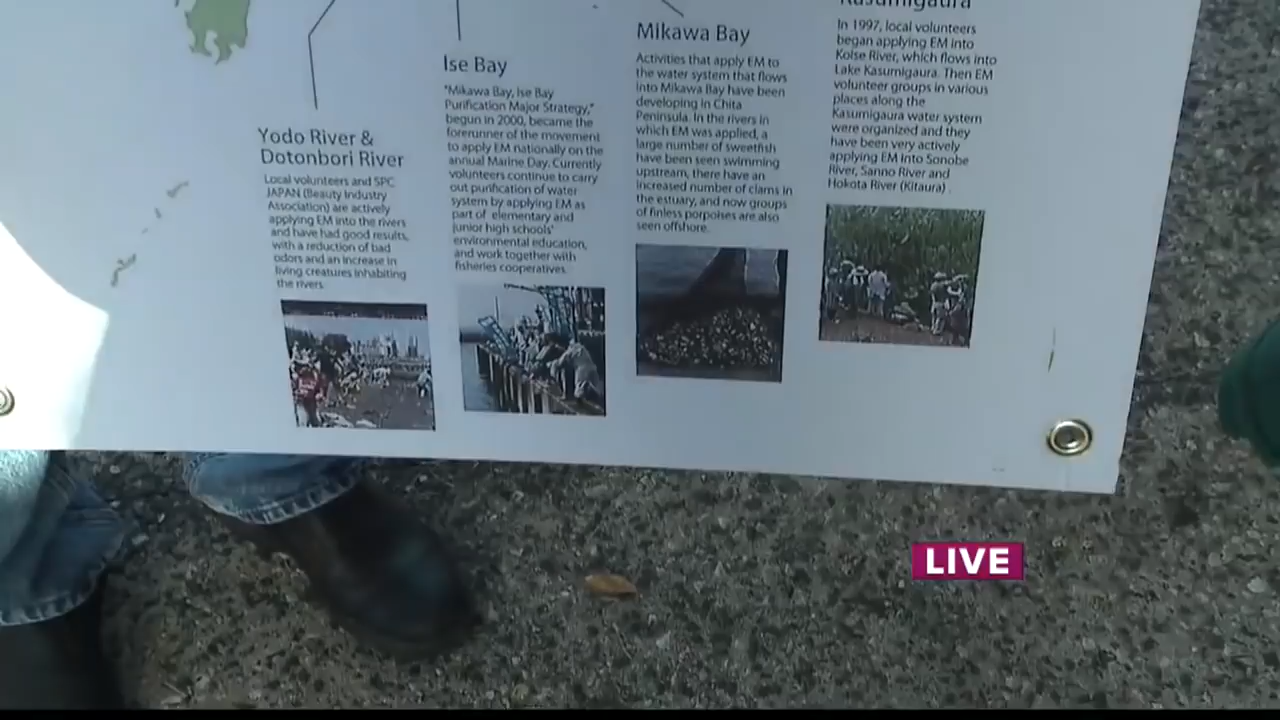 Yodo River &
Dotonbori River
Local volunteers and SPC
JAPAN (Beauty Industry
Association) are actively
applying EM into the rivers
and have had good results,
with a reduction of bad
odors and an increase in
living creatures inhabiting
the rivers.
Ise Bay
"Mikawa Bay, Ise Bay
Purification Major Strategy,"
begun in 2000, became the
forerunner of the movement
to apply EM nationally on the
annual Marine Day. Currently
volunteers continue to carry
out purification of water
system by applying EM as
part of elementary and
junior high schools'
environmental education,
and work together with
fisheries cooperatives.
Mikawa Bay
Activities that apply EM to
the water system that flows
into Mikawa Bay have been
developing in Chita
Peninsula. In the rivers in
which EM was applied, a
large number of sweetfish
have been seen swimming
upstream, there have an
increased number of clams in
the estuary, and now groups
of finless porpoises are also
seen offshore.
Kasumigaura
In 1997, local volunteers
began applying EM into
Koise River, which flows into
Lake Kasumigaura. Then EM
volunteer groups in various
places along the
Kasumigaura water system
were organized and they
have been very actively
applying EM into Sonobe
River, Sanno River and
Hokota River (Kitaura) .
LIVE